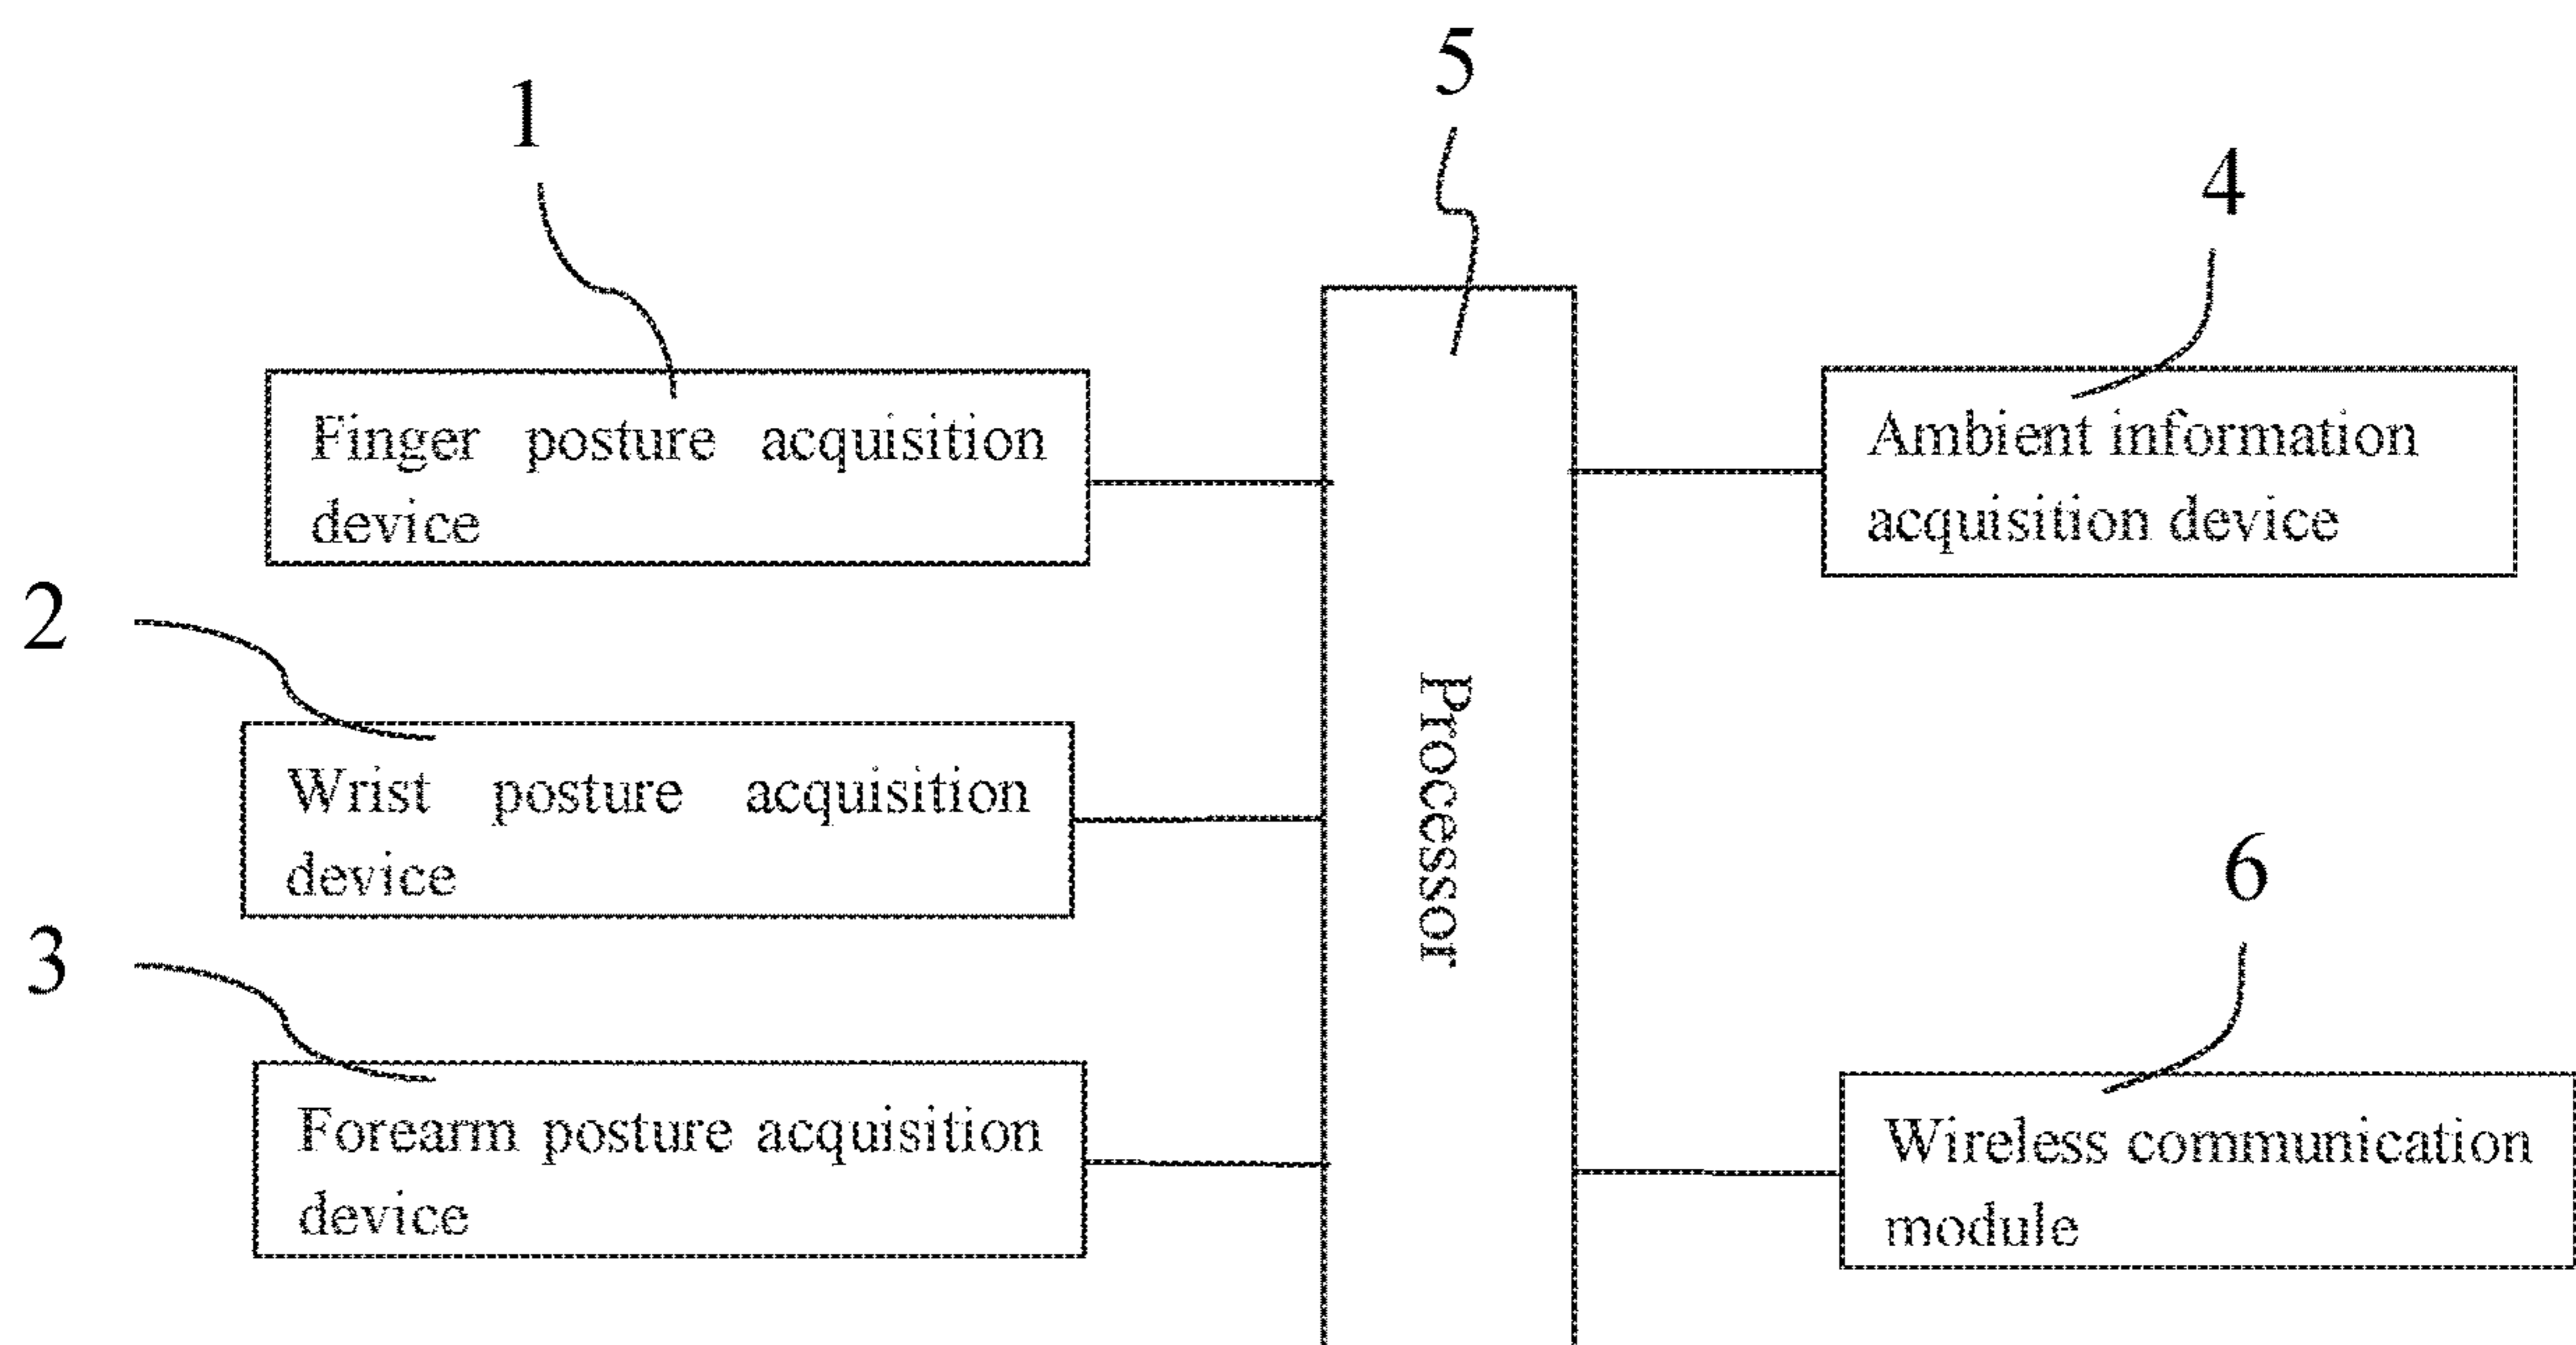 5
1
4
Finger posture acquisition
device
Ambient information
acquisition device
2
Wrist posture acquisition
device
Processor
6
3
Forearm posture acquisition
device
Wireless communication
module